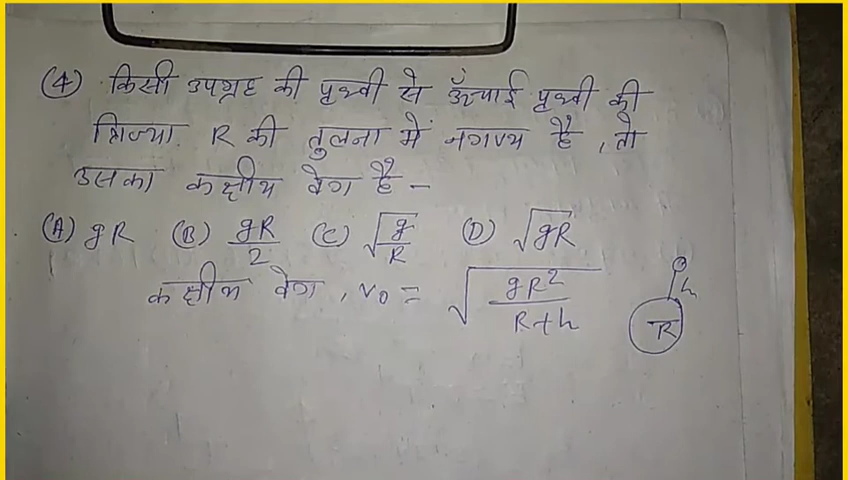 (4) किसी उपग्रह की पृथ्वी से ऊँचाई पृथ्वी की
त्रिज्या R की तुलना में नगण्य है , तो
उसका कक्षीय वेग है -
(A) gR (B) gR/2 (C) √g/R (D) √gR
कक्षीय वेग , v₀ = √gR²/R+h
h
R